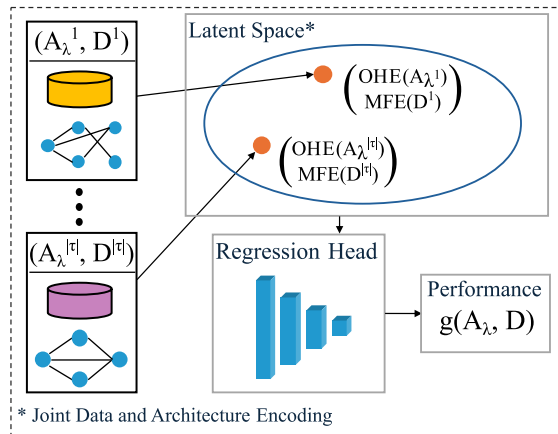 (A_λ^1, D^1)
Latent Space*
(OHE(A_λ^1)
MFE(D^1))
(OHE(A_λ^|τ|)
MFE(D^|τ|))
(A_λ^|τ|, D^|τ|)
Regression Head
Performance
g(A_λ, D)
* Joint Data and Architecture Encoding